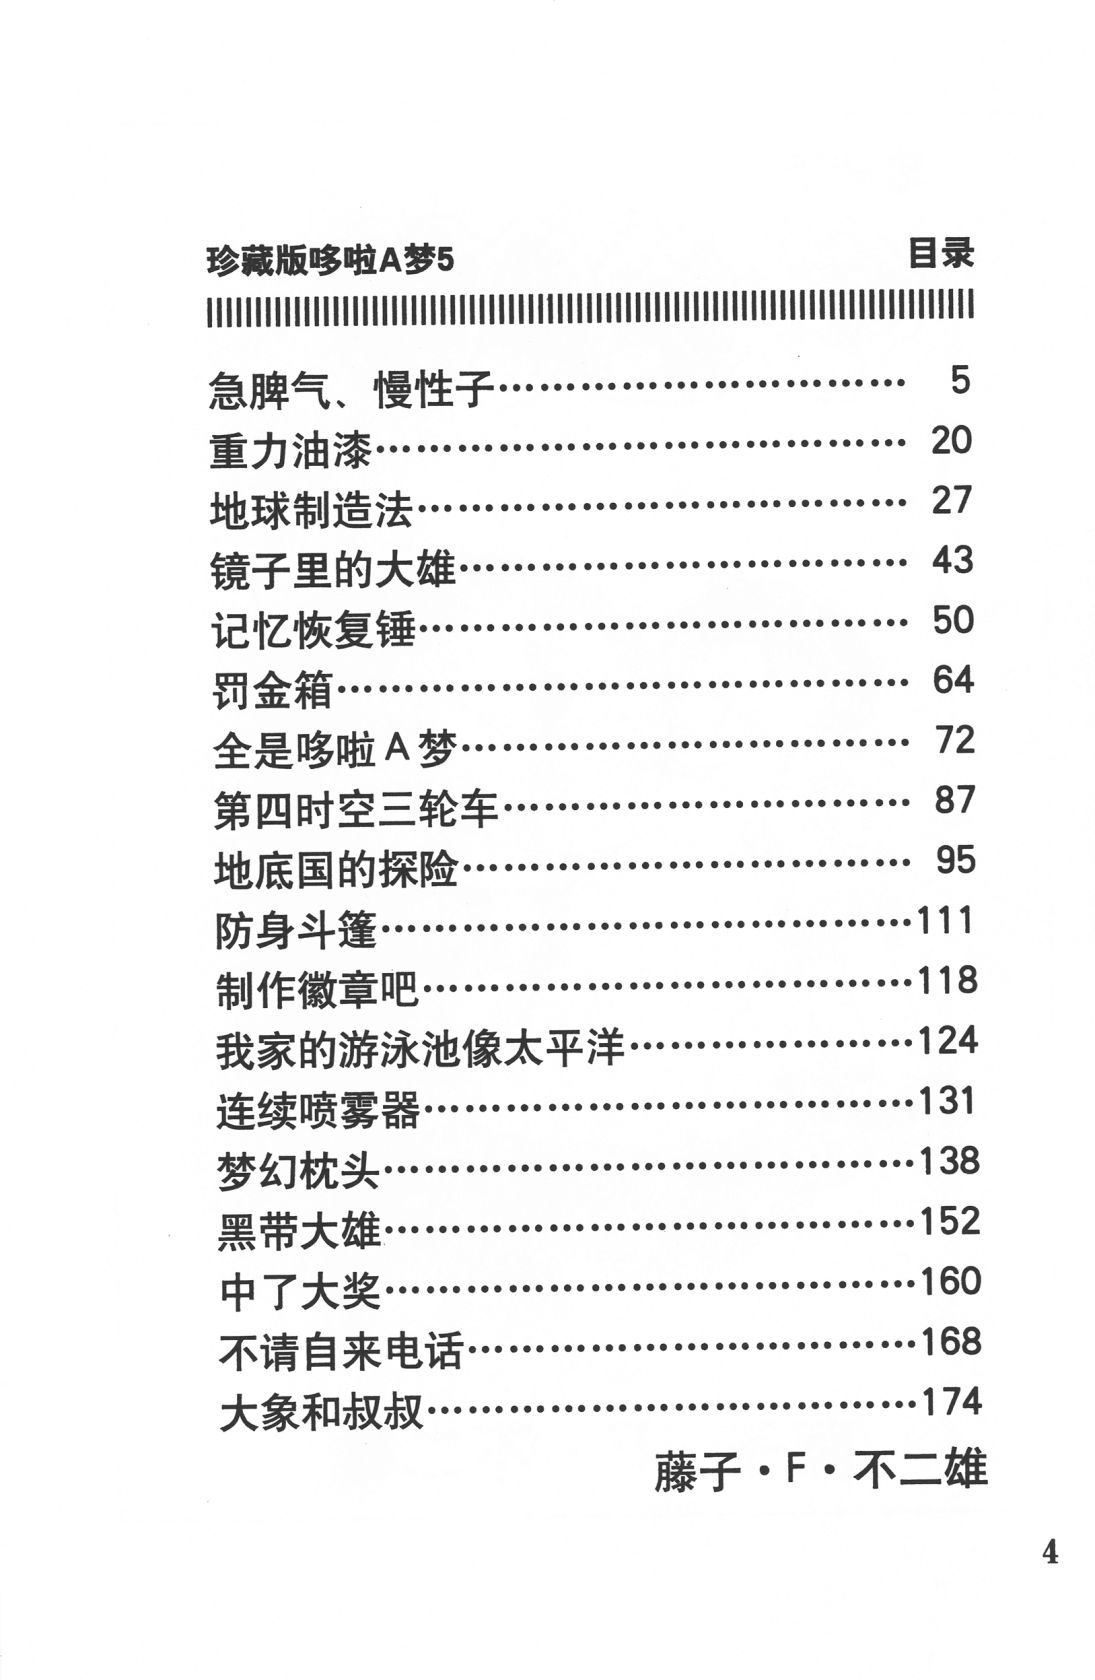 珍藏版哆啦A梦5 目录
急脾气、慢性子………………………… 5
重力油漆………………………………… 20
地球制造法……………………………… 27
镜子里的大雄…………………………… 43
记忆恢复锤……………………………… 50
罚金箱…………………………………… 64
全是哆啦A梦…………………………… 72
第四时空三轮车………………………… 87
地底国的探险…………………………… 95
防身斗篷…………………………………111
制作徽章吧………………………………118
我家的游泳池像太平洋…………………124
连续喷雾器………………………………131
梦幻枕头…………………………………138
黑带大雄…………………………………152
中了大奖…………………………………160
不请自来电话……………………………168
大象和叔叔………………………………174
藤子·F·不二雄
4